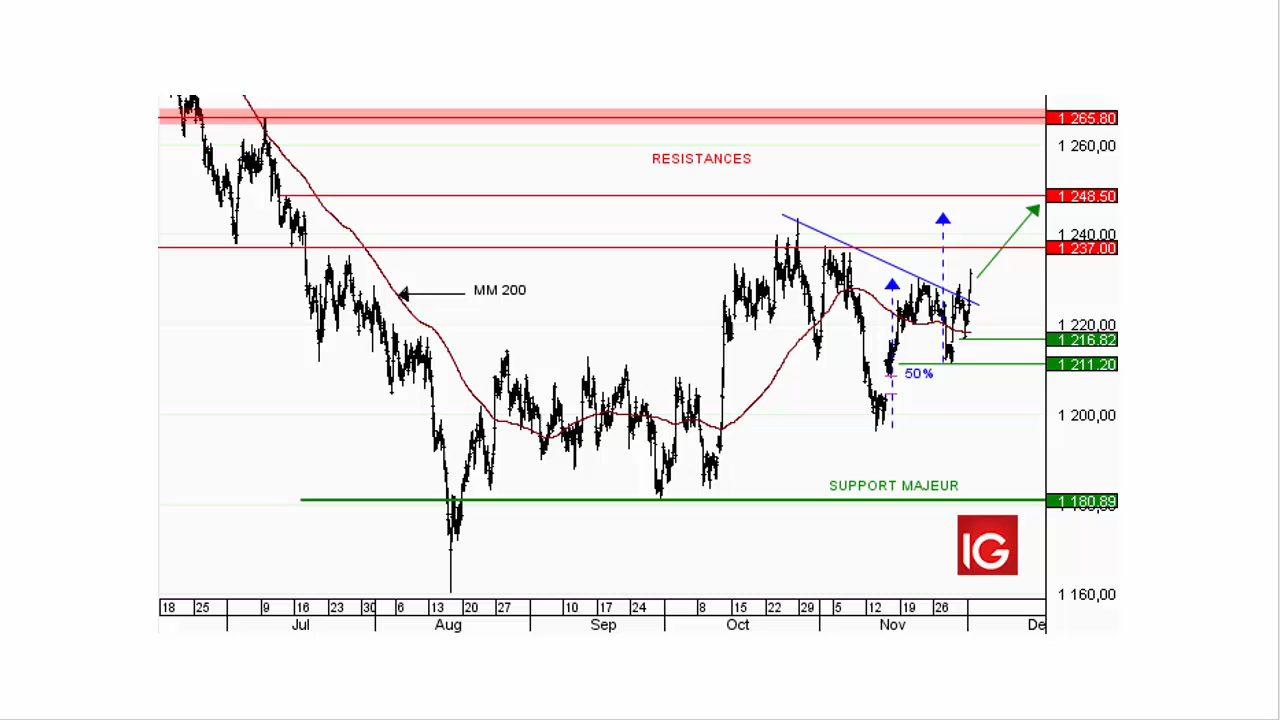 1 265.80
1 260,00
RESISTANCES
1 248.50
1 240,00
1 237.00
MM 200
1 220,00
1 216.82
1 211.20
50%
1 200,00
SUPPORT MAJEUR
1 180.89
IG
1 160,00
18 25 9 16 23 30 6 13 20 27 10 17 24 8 15 22 29 5 12 19 26
Jul Aug Sep Oct Nov De